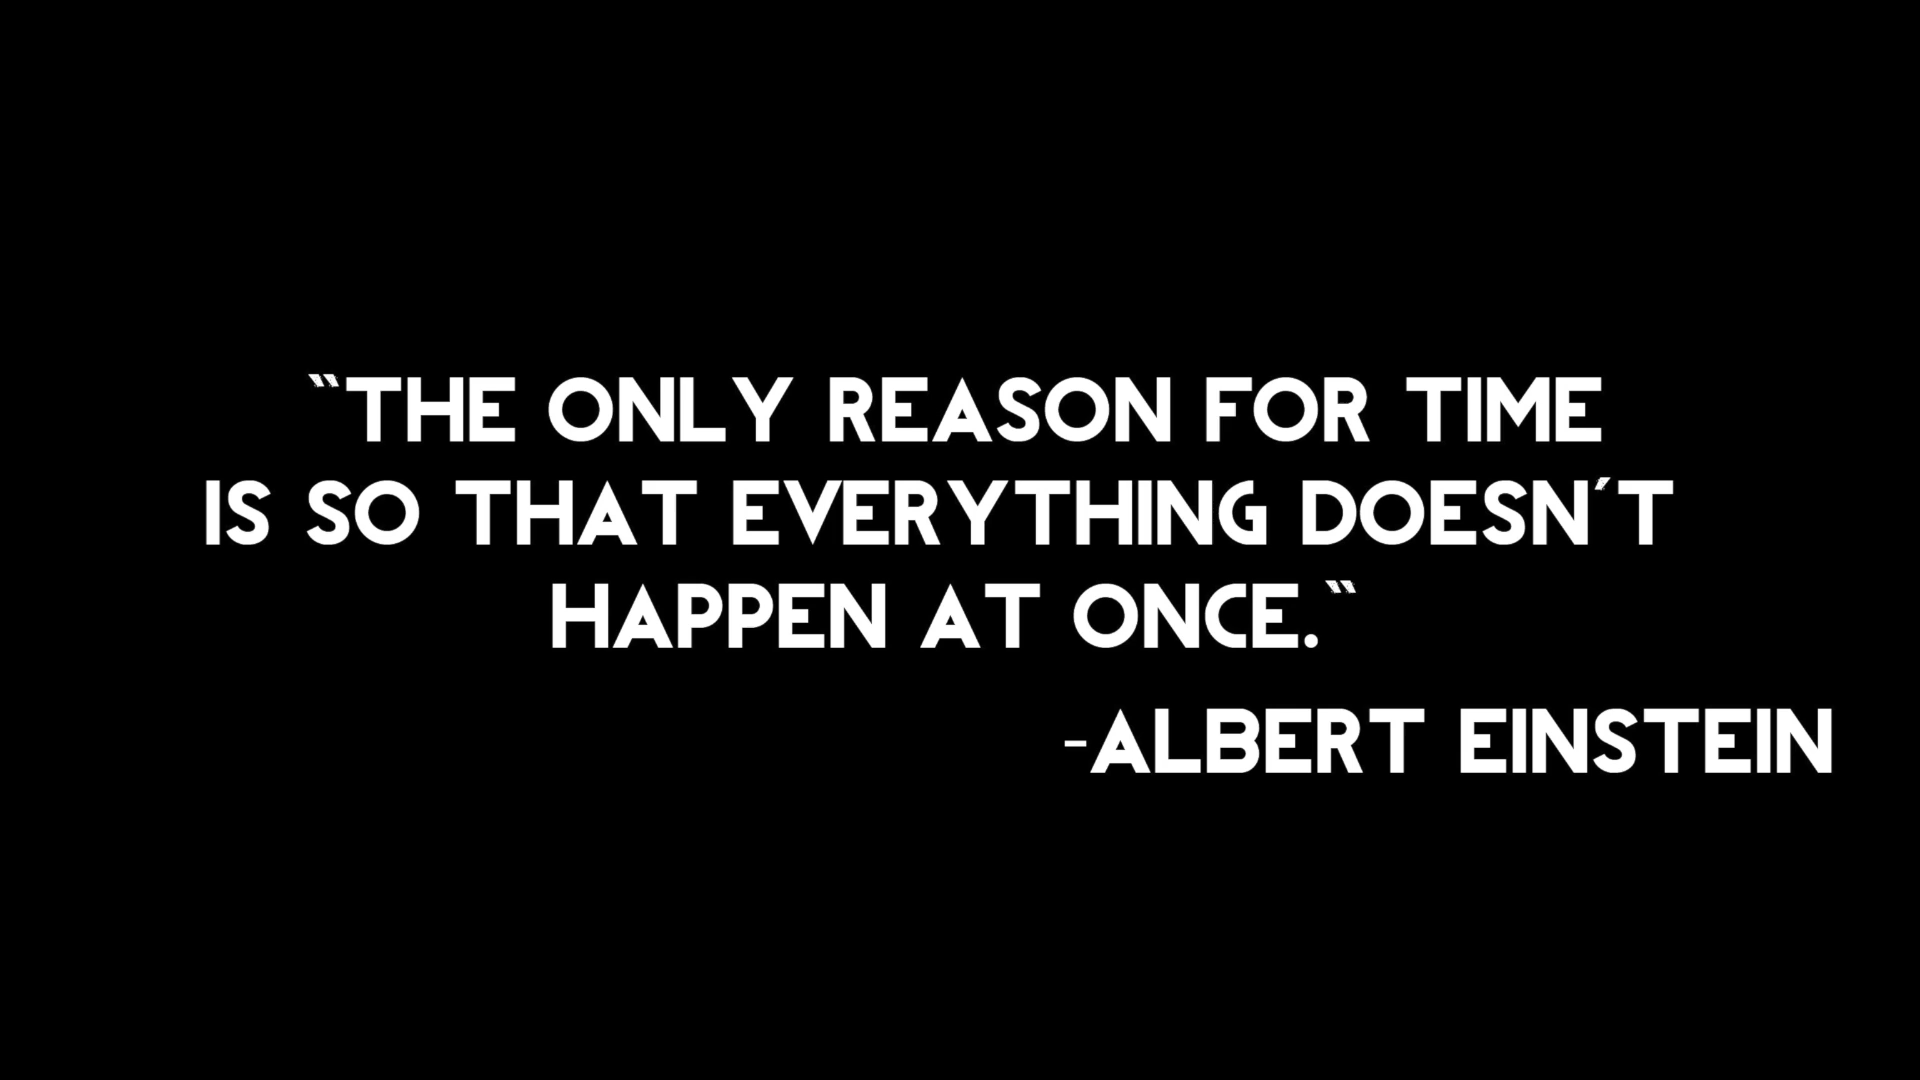 “THE ONLY REASON FOR TIME
IS SO THAT EVERYTHING DOESN'T
HAPPEN AT ONCE.“
-ALBERT EINSTEIN